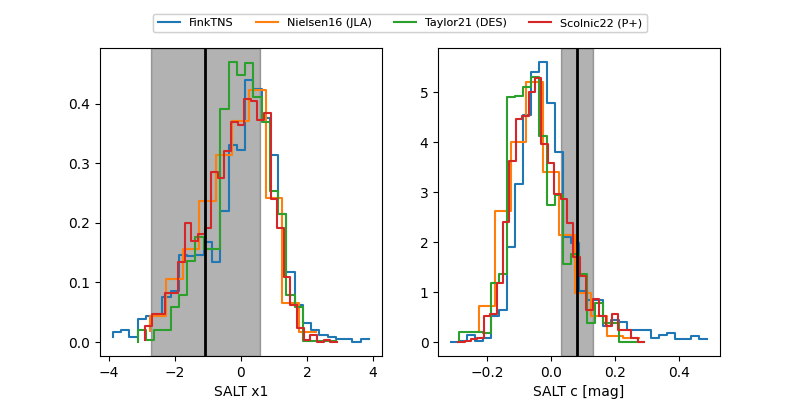 FinkTNS Nielsen16 (JLA) Taylor21 (DES) Scolnic22 (P+)
0.4
0.3
0.2
0.1
0.0
−4 −2 0 2 4
SALT x1
5
4
3
2
1
0
−0.2 0.0 0.2 0.4
SALT c [mag]